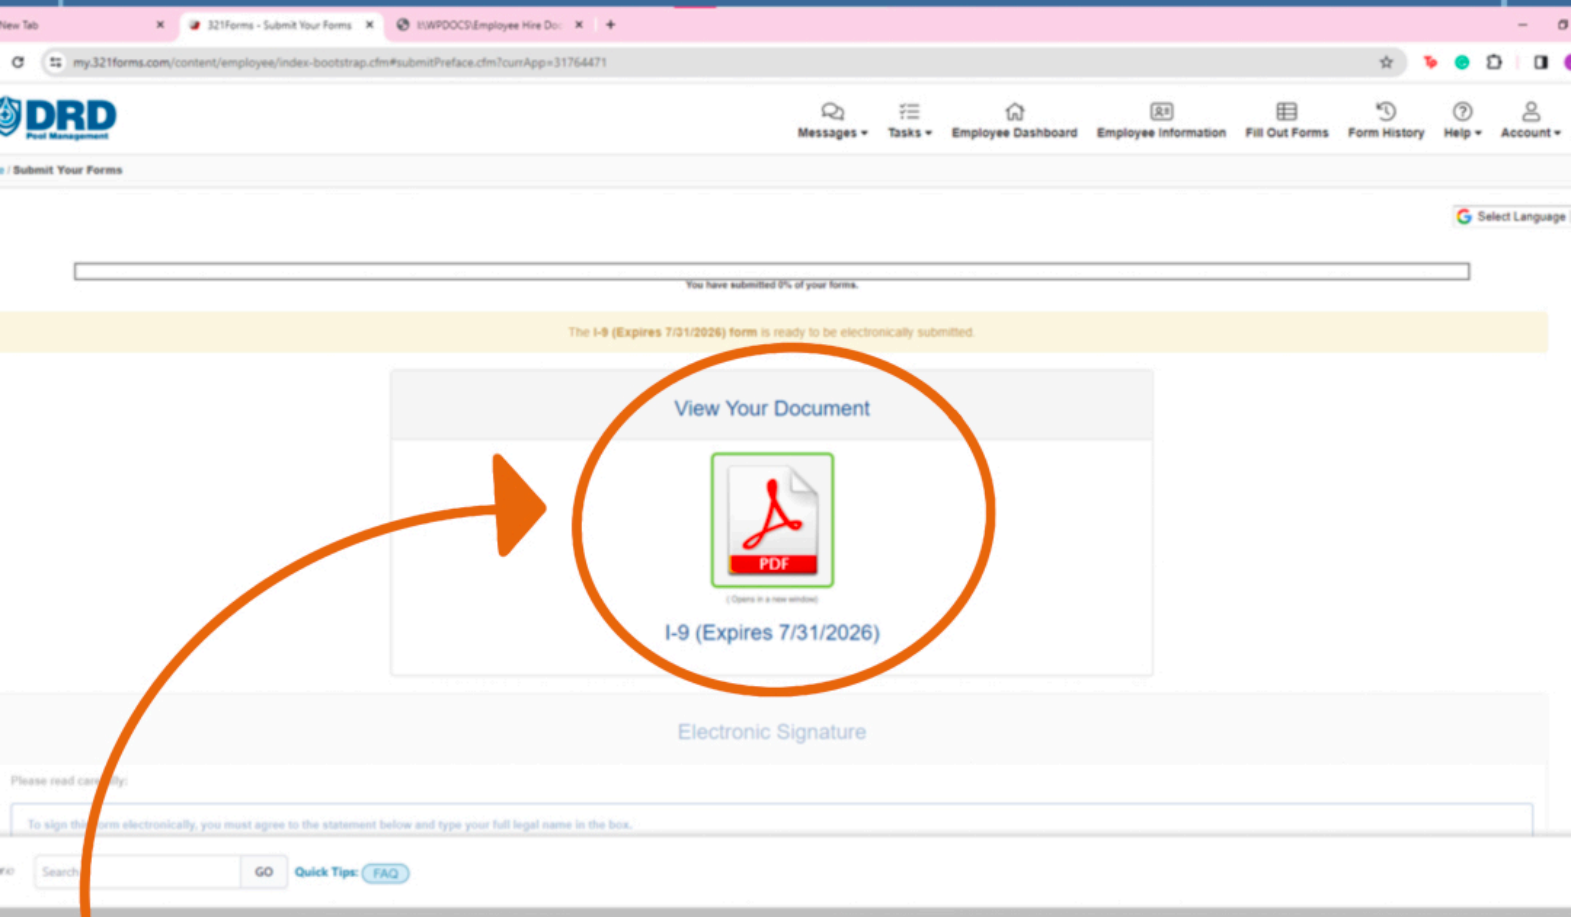 New Tab
321Forms - Submit Your Forms
I:\WPDOCS\Employee Hire Do
my.321forms.com/content/employee/index-bootstrap.cfm#submitPreface.cfm?currApp=31764471
DRD
Pool Management
Messages
Tasks
Employee Dashboard
Employee Information
Fill Out Forms
Form History
Help
Account
/ Submit Your Forms
Select Language
You have submitted 0% of your forms.
The I-9 (Expires 7/31/2026) form is ready to be electronically submitted.
View Your Document
PDF
( Opens in a new window)
I-9 (Expires 7/31/2026)
Electronic Signature
Please read carefully:
To sign this form electronically, you must agree to the statement below and type your full legal name in the box.
Search
GO
Quick Tips: FAQ